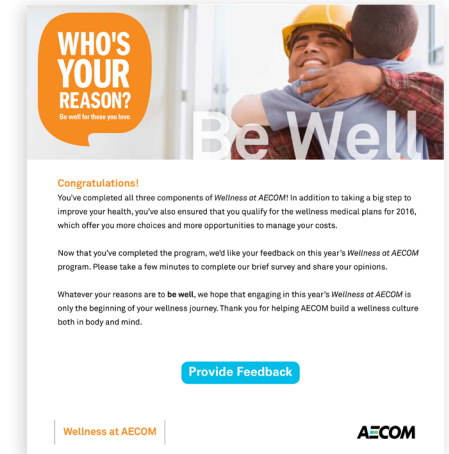 WHO'S
YOUR
REASON?
Be well for those you love.
Be Well
Congratulations!
You've completed all three components of Wellness at AECOM! In addition to taking a big step to
improve your health, you've also ensured that you qualify for the wellness medical plans for 2016,
which offer you more choices and more opportunities to manage your costs.
Now that you've completed the program, we'd like your feedback on this year's Wellness at AECOM
program. Please take a few minutes to complete our brief survey and share your opinions.
Whatever your reasons are to be well, we hope that engaging in this year's Wellness at AECOM is
only the beginning of your wellness journey. Thank you for helping AECOM build a wellness culture
both in body and mind.
Provide Feedback
Wellness at AECOM
AECOM